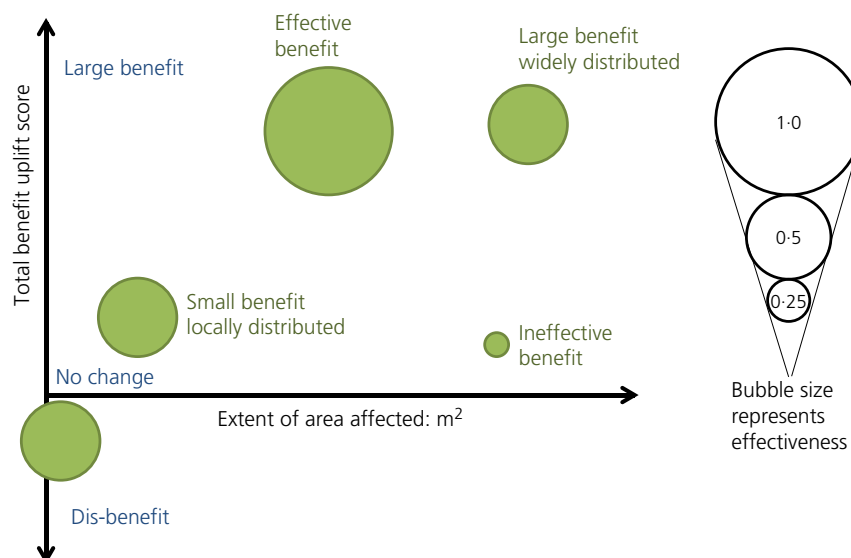 Effective
benefit
Large benefit
widely distributed
Large benefit
Total benefit uplift score
1·0
0·5
0·25
Small benefit
locally distributed
Ineffective
benefit
No change
Extent of area affected: m²
Bubble size
represents
effectiveness
Dis-benefit